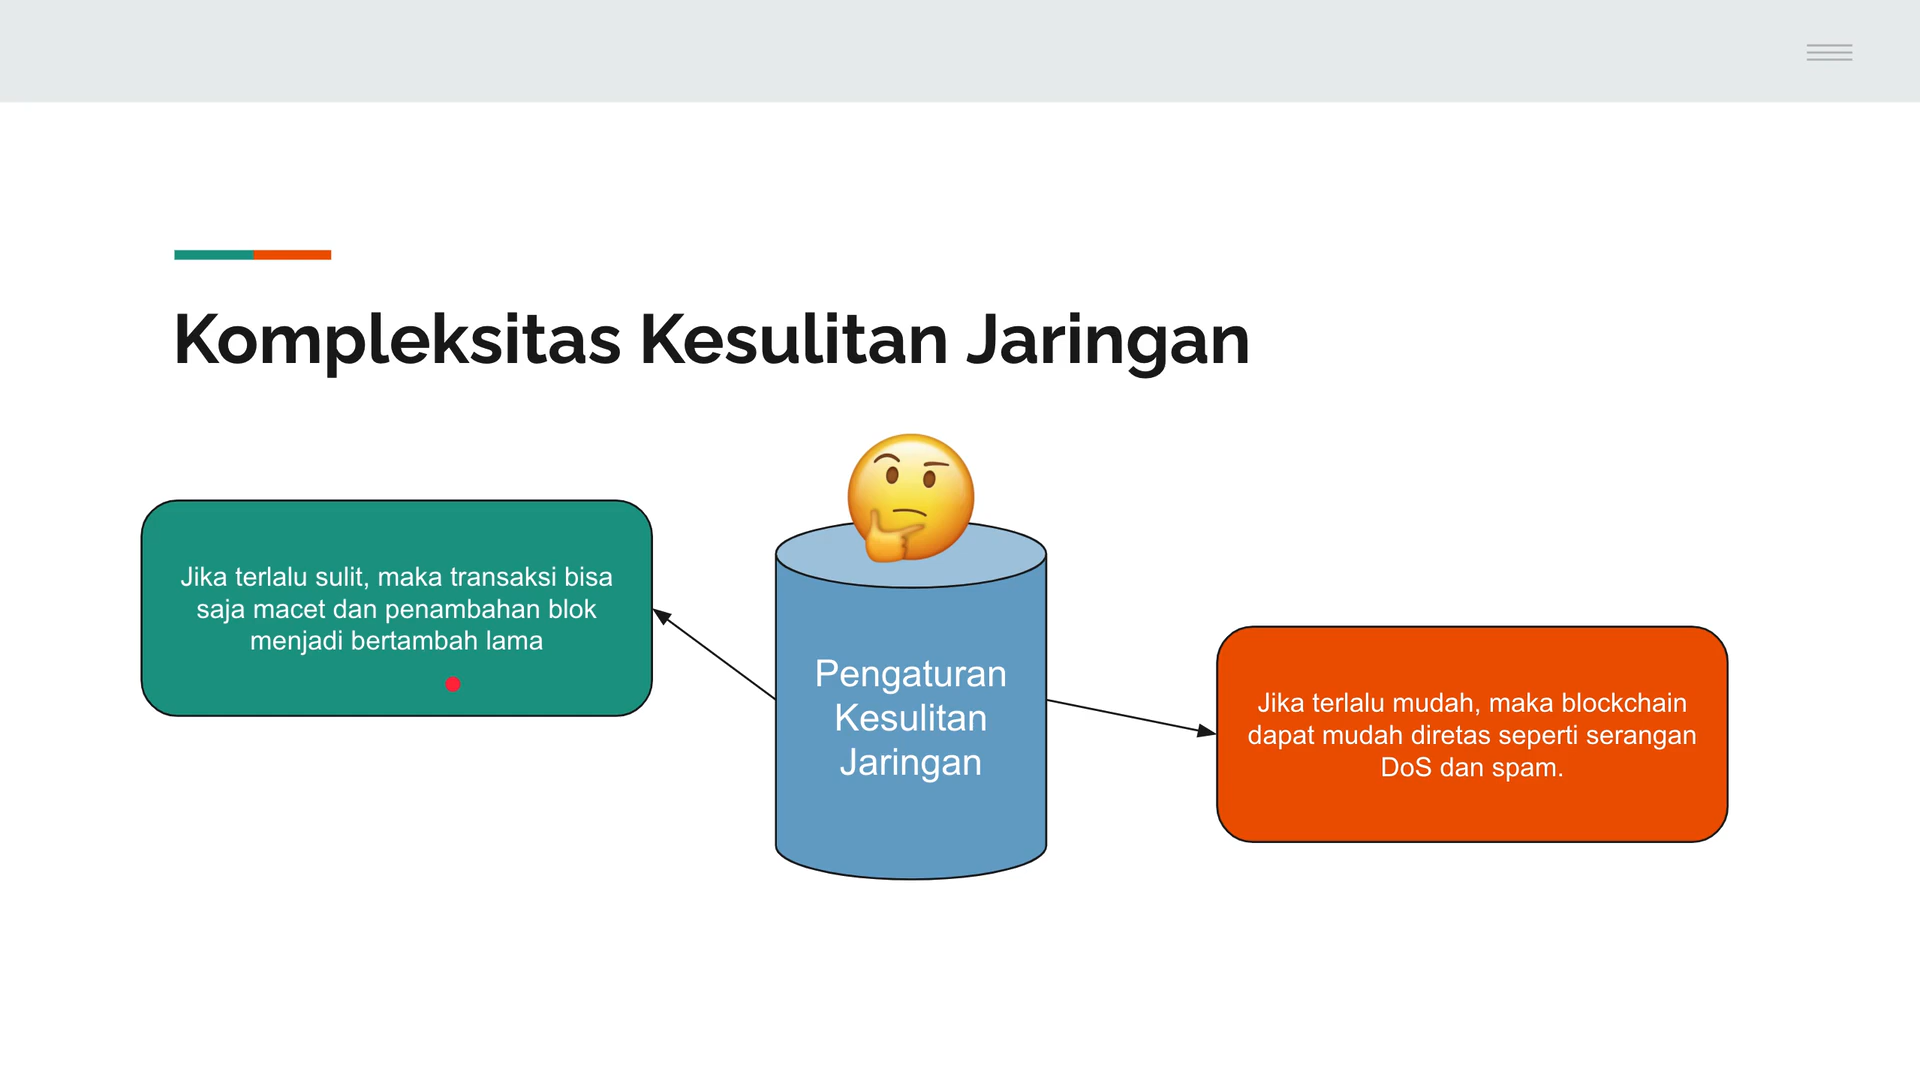 Kompleksitas Kesulitan Jaringan
Jika terlalu sulit, maka transaksi bisa
saja macet dan penambahan blok
menjadi bertambah lama
Pengaturan
Kesulitan
Jaringan
Jika terlalu mudah, maka blockchain
dapat mudah diretas seperti serangan
DoS dan spam.